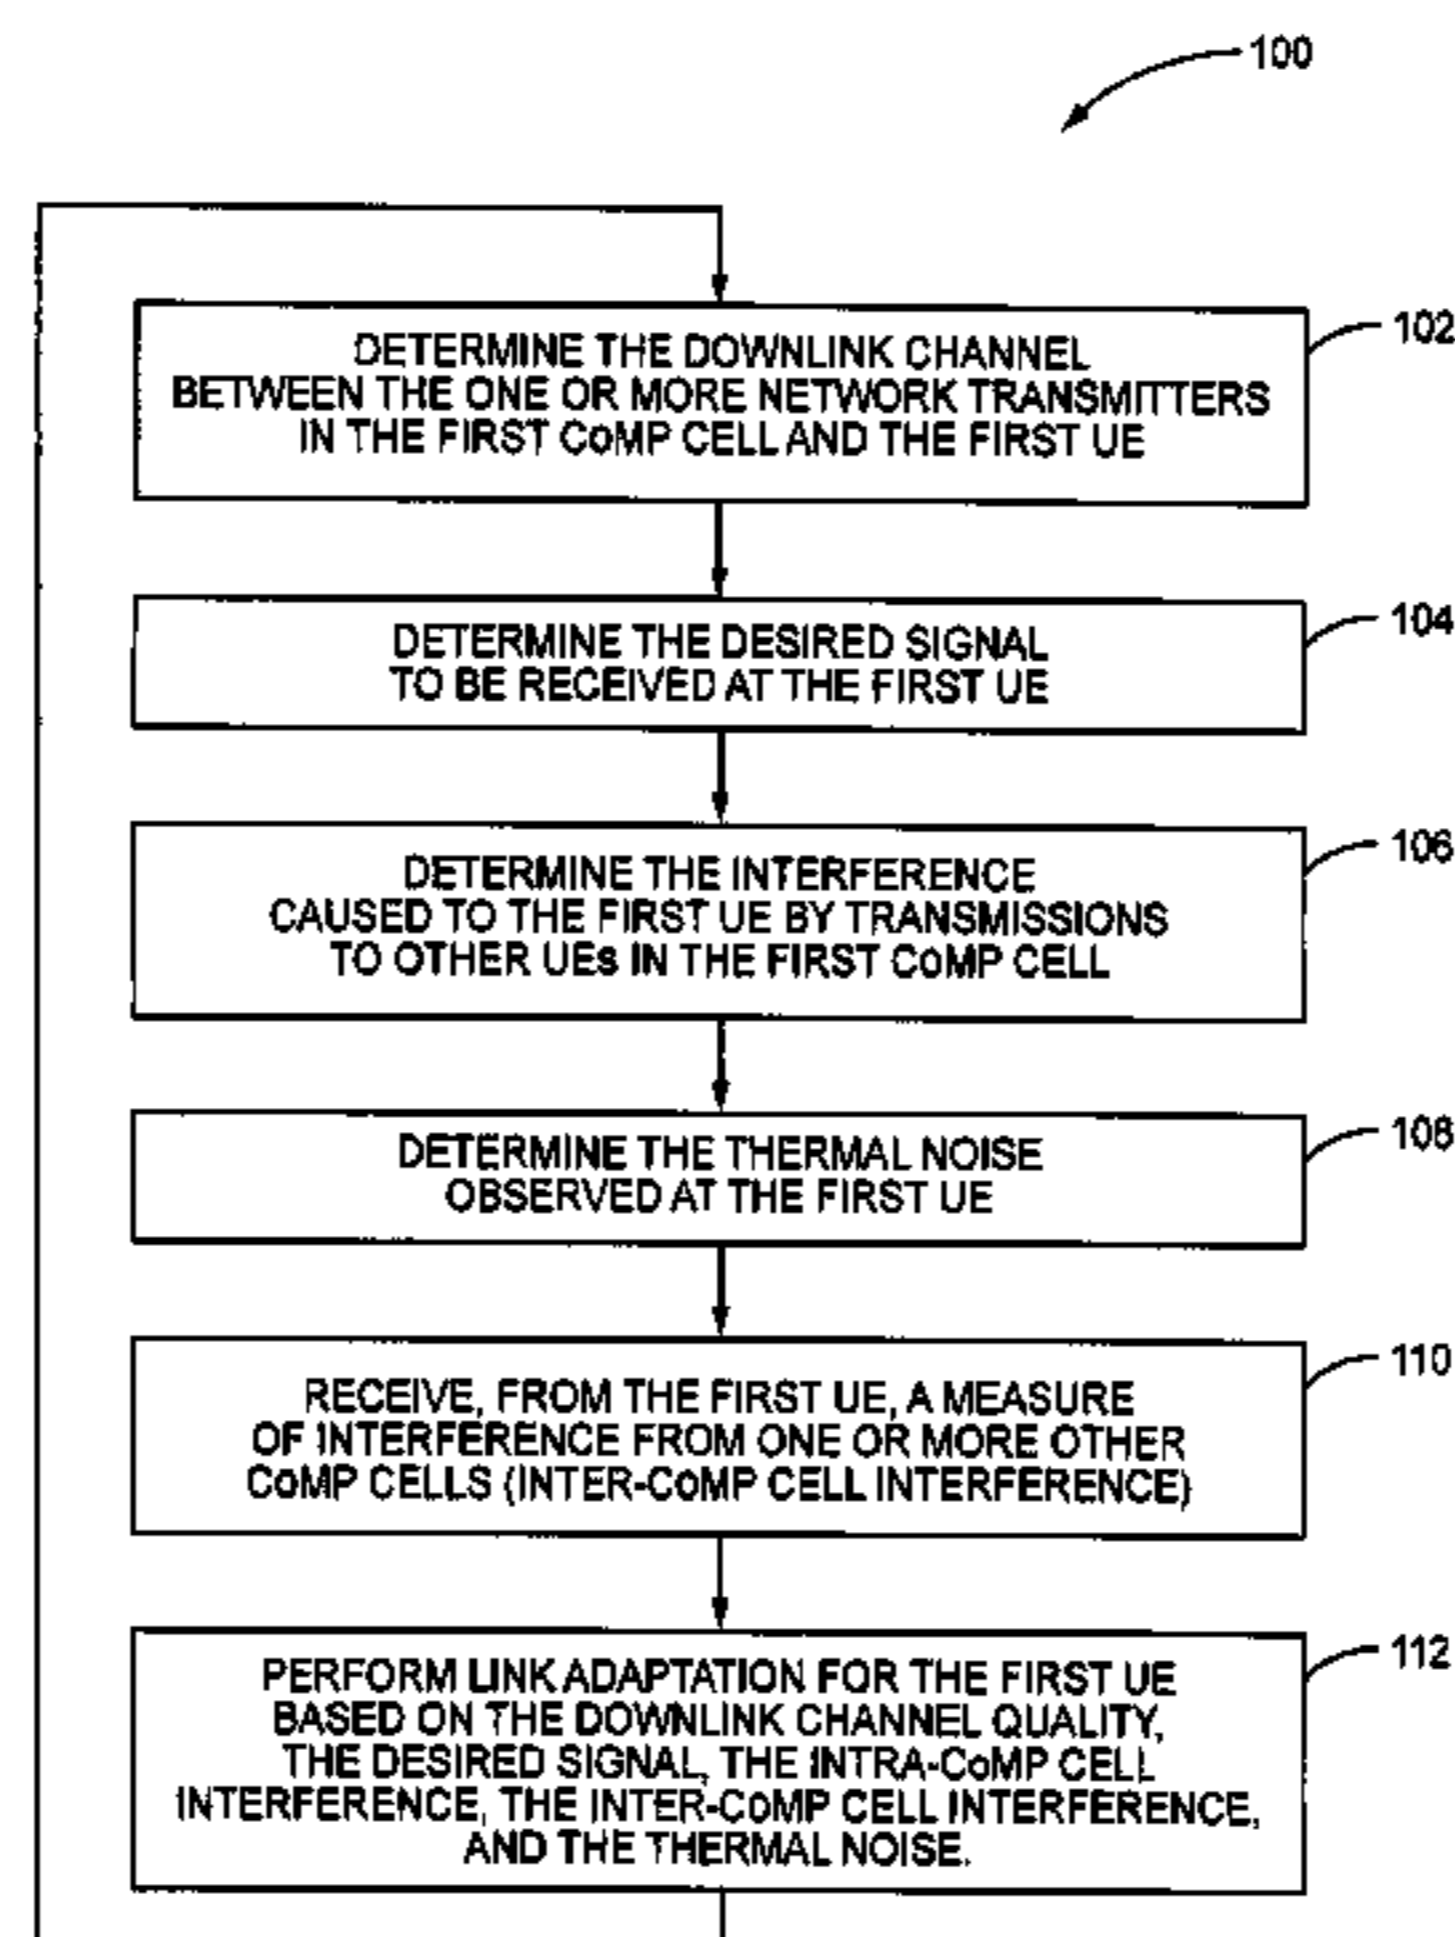 100
DETERMINE THE DOWNLINK CHANNEL
BETWEEN THE ONE OR MORE NETWORK TRANSMITTERS
IN THE FIRST CoMP CELL AND THE FIRST UE
102
DETERMINE THE DESIRED SIGNAL
TO BE RECEIVED AT THE FIRST UE
104
DETERMINE THE INTERFERENCE
CAUSED TO THE FIRST UE BY TRANSMISSIONS
TO OTHER UEs IN THE FIRST CoMP CELL
106
DETERMINE THE THERMAL NOISE
OBSERVED AT THE FIRST UE
108
RECEIVE, FROM THE FIRST UE, A MEASURE
OF INTERFERENCE FROM ONE OR MORE OTHER
CoMP CELLS (INTER-CoMP CELL INTERFERENCE)
110
PERFORM LINK ADAPTATION FOR THE FIRST UE
BASED ON THE DOWNLINK CHANNEL QUALITY,
THE DESIRED SIGNAL, THE INTRA-CoMP CELL
INTERFERENCE, THE INTER-CoMP CELL INTERFERENCE,
AND THE THERMAL NOISE.
112